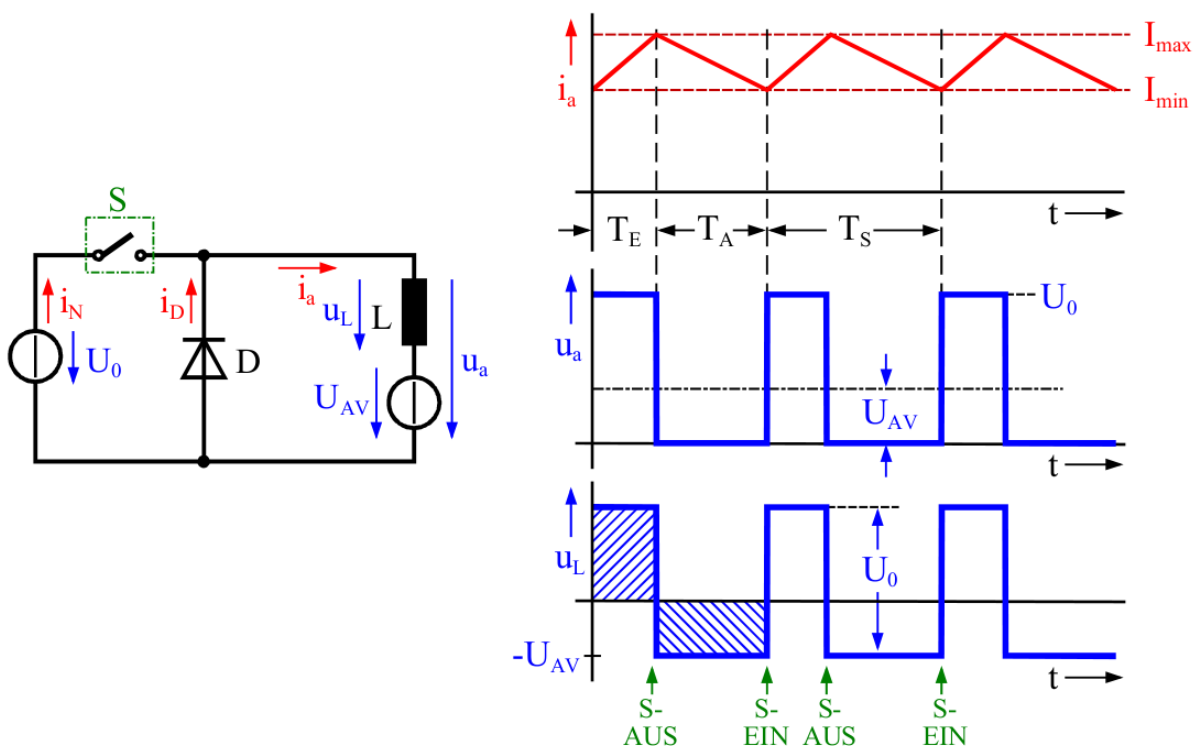 S
i_N
U_0
i_D
D
i_a
u_L
L
U_AV
u_a
i_a
I_max
I_min
t
T_E
T_A
T_S
u_a
U_0
U_AV
t
u_L
U_0
-U_AV
t
S-
AUS
S-
EIN
S-
AUS
S-
EIN